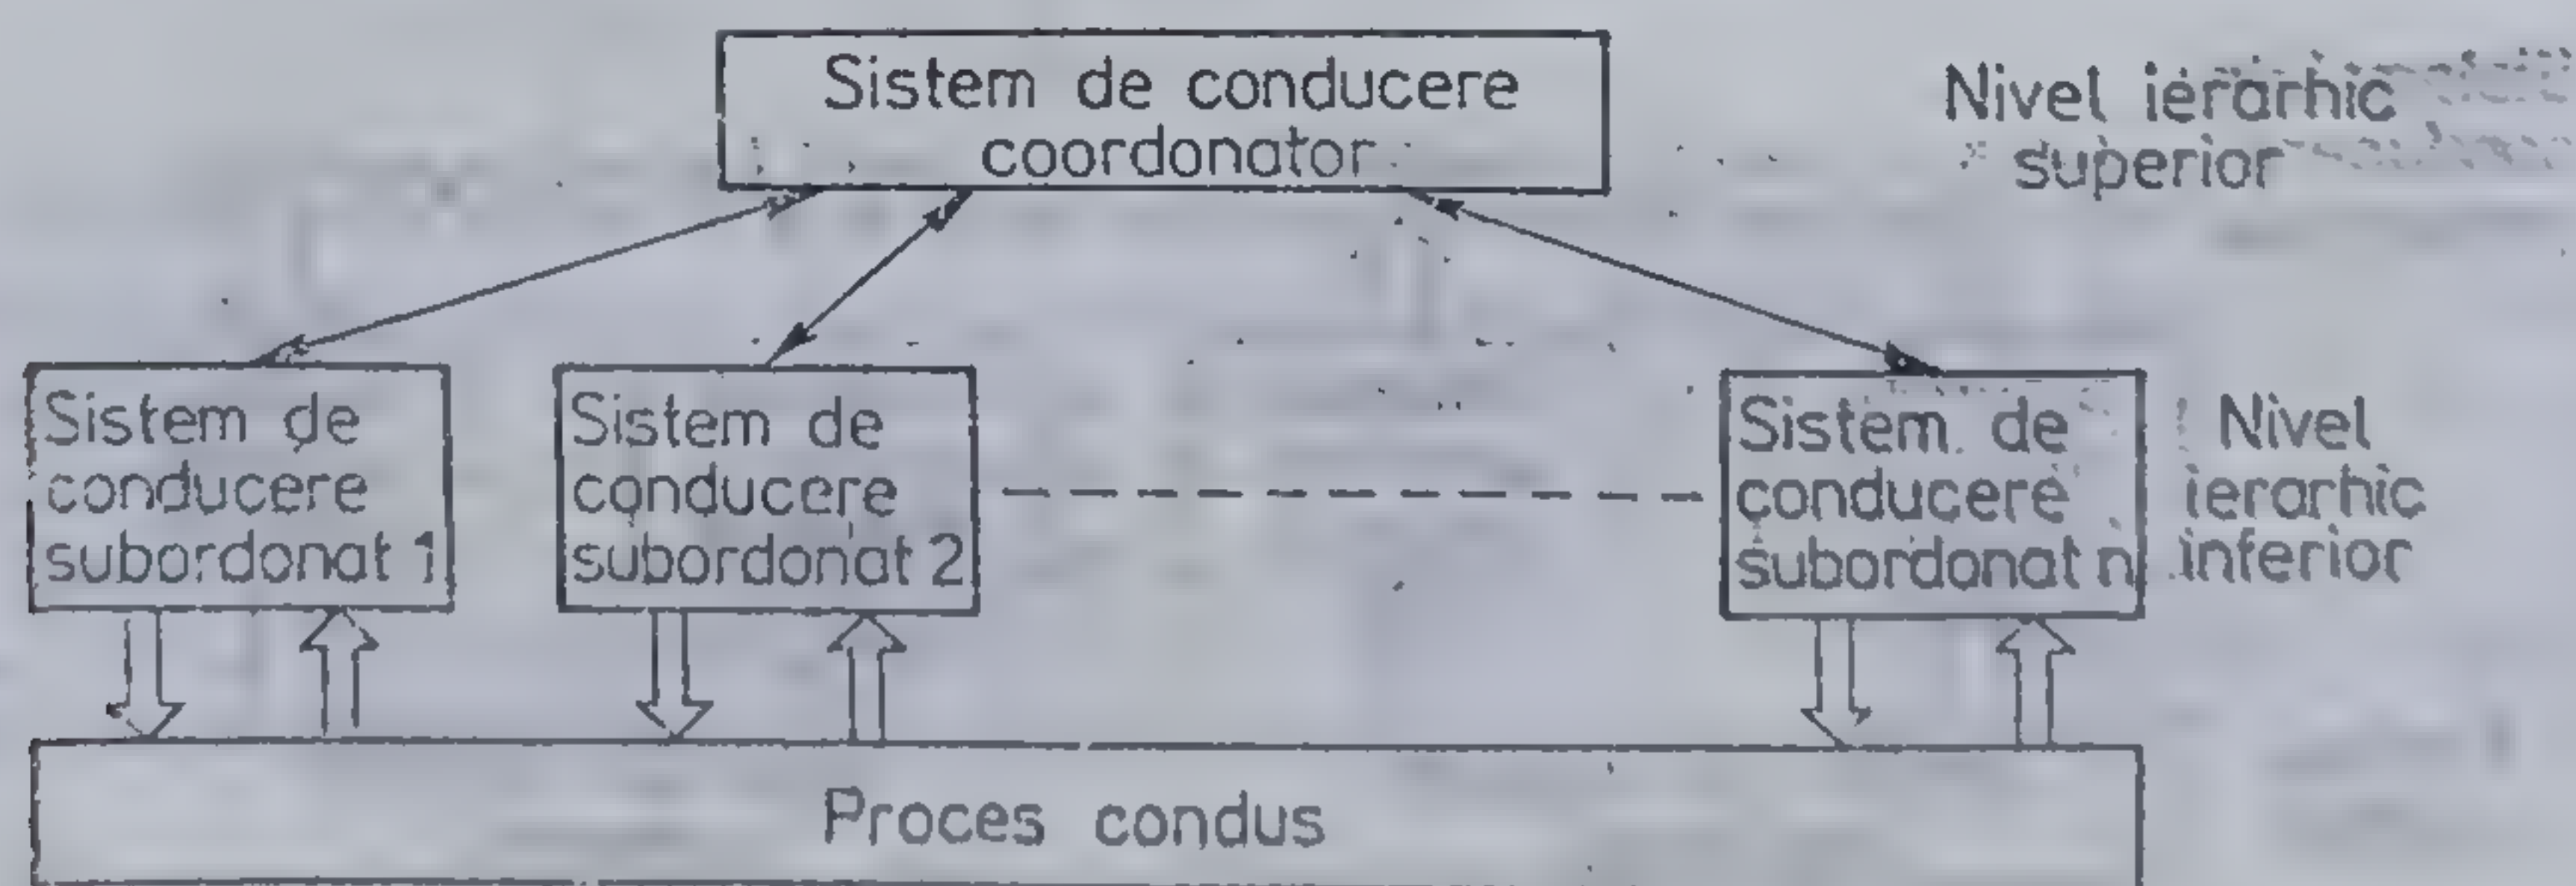 Sistem de conducere
coordonator
Nivel ierarhic
superior
Sistem de
conducere
subordonat 1
Sistem de
conducere
subordonat 2
Sistem de
conducere
subordonat n
Nivel
ierarhic
inferior
Proces condus